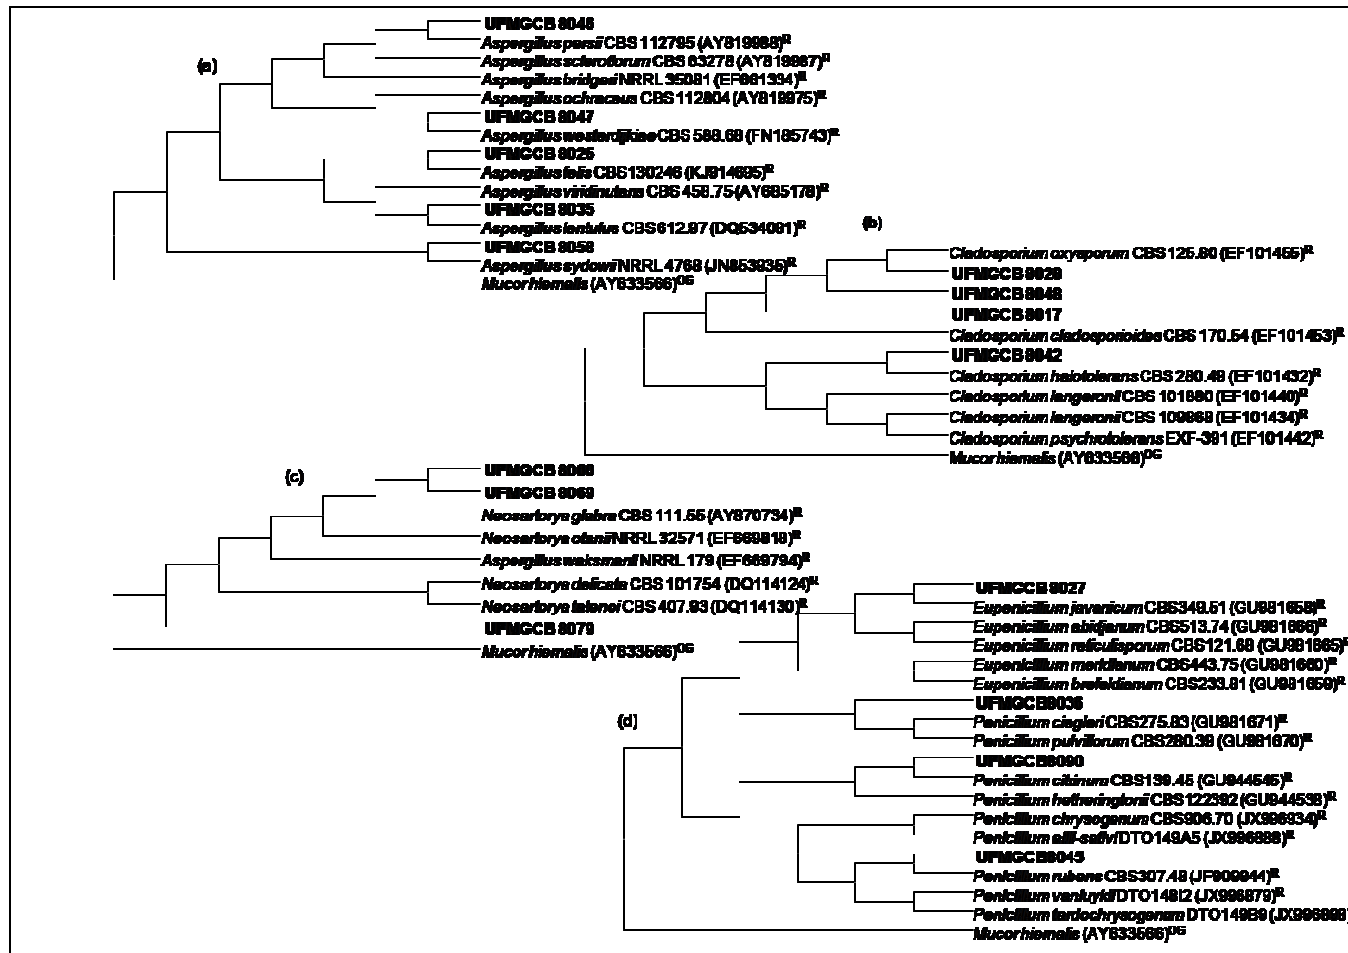 UFMGCB 8046
Aspergillus persii CBS 112795 (AY819988)R
(a)
Aspergillus sclerotiorum CBS 63278 (AY819987)R
Aspergillus bridgeri NRRL 35081 (EF661334)R
Aspergillus ochraceus CBS 112804 (AY819975)R
UFMGCB 8047
Aspergillus westerdijkiae CBS 588.68 (FN185743)R
UFMGCB 8025
Aspergillus felis CBS130246 (KJ914695)R
Aspergillus viridinutans CBS 458.75 (AY685178)R
UFMGCB 8035
Aspergillus lentulus CBS612.97 (DQ534081)R
UFMGCB 8058
Aspergillus sydowii NRRL 4768 (JN853935)R
Mucor hiemalis (AY633566)OG
(b)
Cladosporium oxysporum CBS 125.80 (EF101455)R
UFMGCB 8029
UFMGCB 8048
UFMGCB 8017
Cladosporium cladosporioides CBS 170.54 (EF101453)R
UFMGCB 8042
Cladosporium halotolerans CBS 280.49 (EF101432)R
Cladosporium langeronii CBS 101880 (EF101440)R
Cladosporium langeronii CBS 109868 (EF101434)R
Cladosporium psychrotolerans EXF-391 (EF101442)R
Mucor hiemalis (AY633566)OG
(c)
UFMGCB 8068
UFMGCB 8069
Neosartorya glabra CBS 111.55 (AY870734)R
Neosartorya otanii NRRL 32571 (EF669818)R
Aspergillus waksmanii NRRL 179 (EF669794)R
Neosartorya delicata CBS 101754 (DQ114124)R
Neosartorya tatenoi CBS 407.93 (DQ114130)R
UFMGCB 8079
Mucor hiemalis (AY633566)OG
(d)
UFMGCB 8027
Eupenicillium javanicum CBS349.51 (GU981658)R
Eupenicillium abidjanum CBS513.74 (GU981666)R
Eupenicillium reticulisporum CBS121.68 (GU981665)R
Eupenicillium meridianum CBS443.75 (GU981660)R
Eupenicillium brefeldianum CBS233.81 (GU981659)R
UFMGCB8036
Penicillium ciegleri CBS275.83 (GU981671)R
Penicillium pulvillorum CBS280.39 (GU981670)R
UFMGCB8090
Penicillium citrinum CBS139.45 (GU944545)R
Penicillium hetheringtonii CBS122392 (GU944538)R
Penicillium chrysogenum CBS906.70 (JX996934)R
Penicillium allii-sativi DTO149A5 (JX996888)R
UFMGCB8045
Penicillium rubens CBS307.48 (JF909944)R
Penicillium vanluykii DTO148I2 (JX996879)R
Penicillium tardochrysogenum DTO149B9 (JX996898)
Mucor hiemalis (AY633566)OG